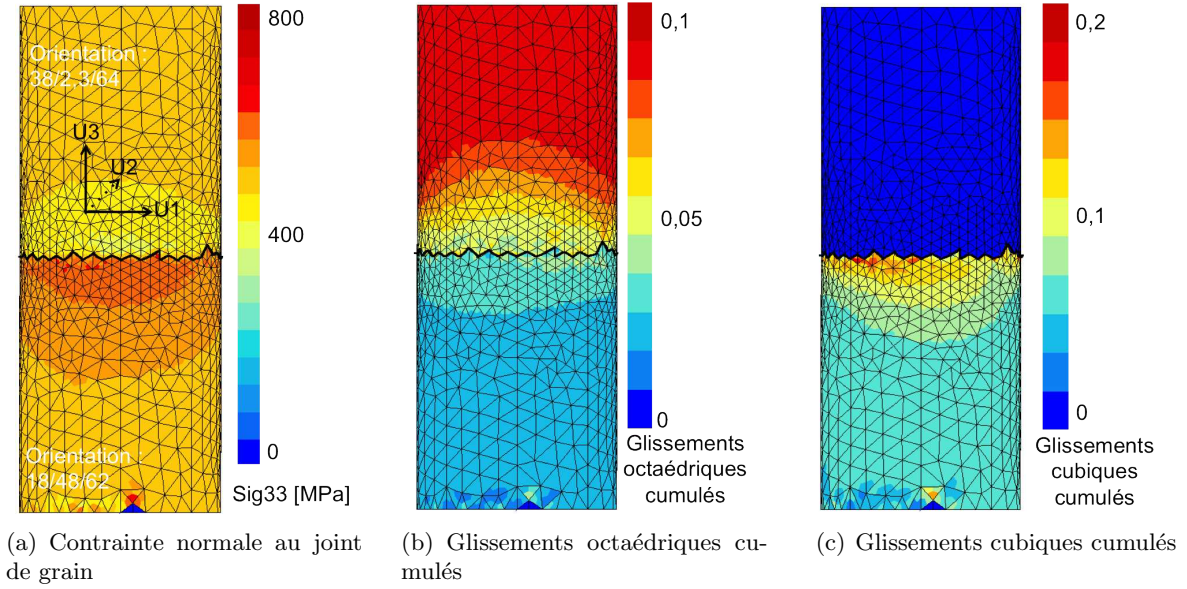 Orientation :
38/2,3/64
U3
U2
U1
Orientation :
18/48/62
800
400
0
Sig33 [MPa]
0,1
0,05
0
Glissements
octaédriques
cumulés
0,2
0,1
0
Glissements
cubiques
cumulés
(a) Contrainte normale au joint
de grain
(b) Glissements octaédriques cu-
mulés
(c) Glissements cubiques cumulés